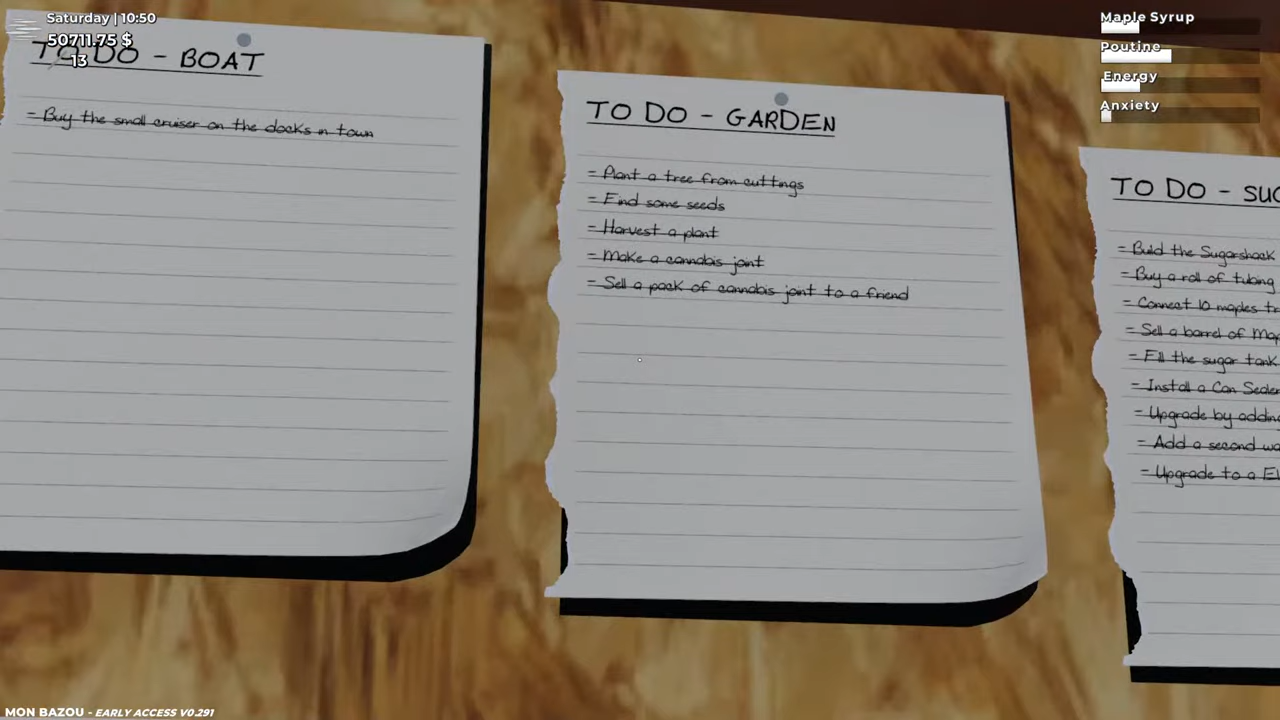 Saturday | 10:50
50711.75 $
13
TO DO - BOAT
= Buy the small cruiser on the docks in town
TO DO - GARDEN
= Plant a tree from cuttings
= Find some seeds
= Harvest a plant
= Make a cannabis joint
= Sell a pack of cannabis joint to a friend
TO DO - SUG
= Build the Sugarshack
= Buy a roll of tubing
= Connect 10 maples tr
= Sell a barrel of Map
= Fill the sugar tank
= Install a Can Sealer
= Upgrade by adding
= Add a second wa
= Upgrade to a
Maple Syrup
Poutine
Energy
Anxiety
MON BAZOU - EARLY ACCESS V0.291